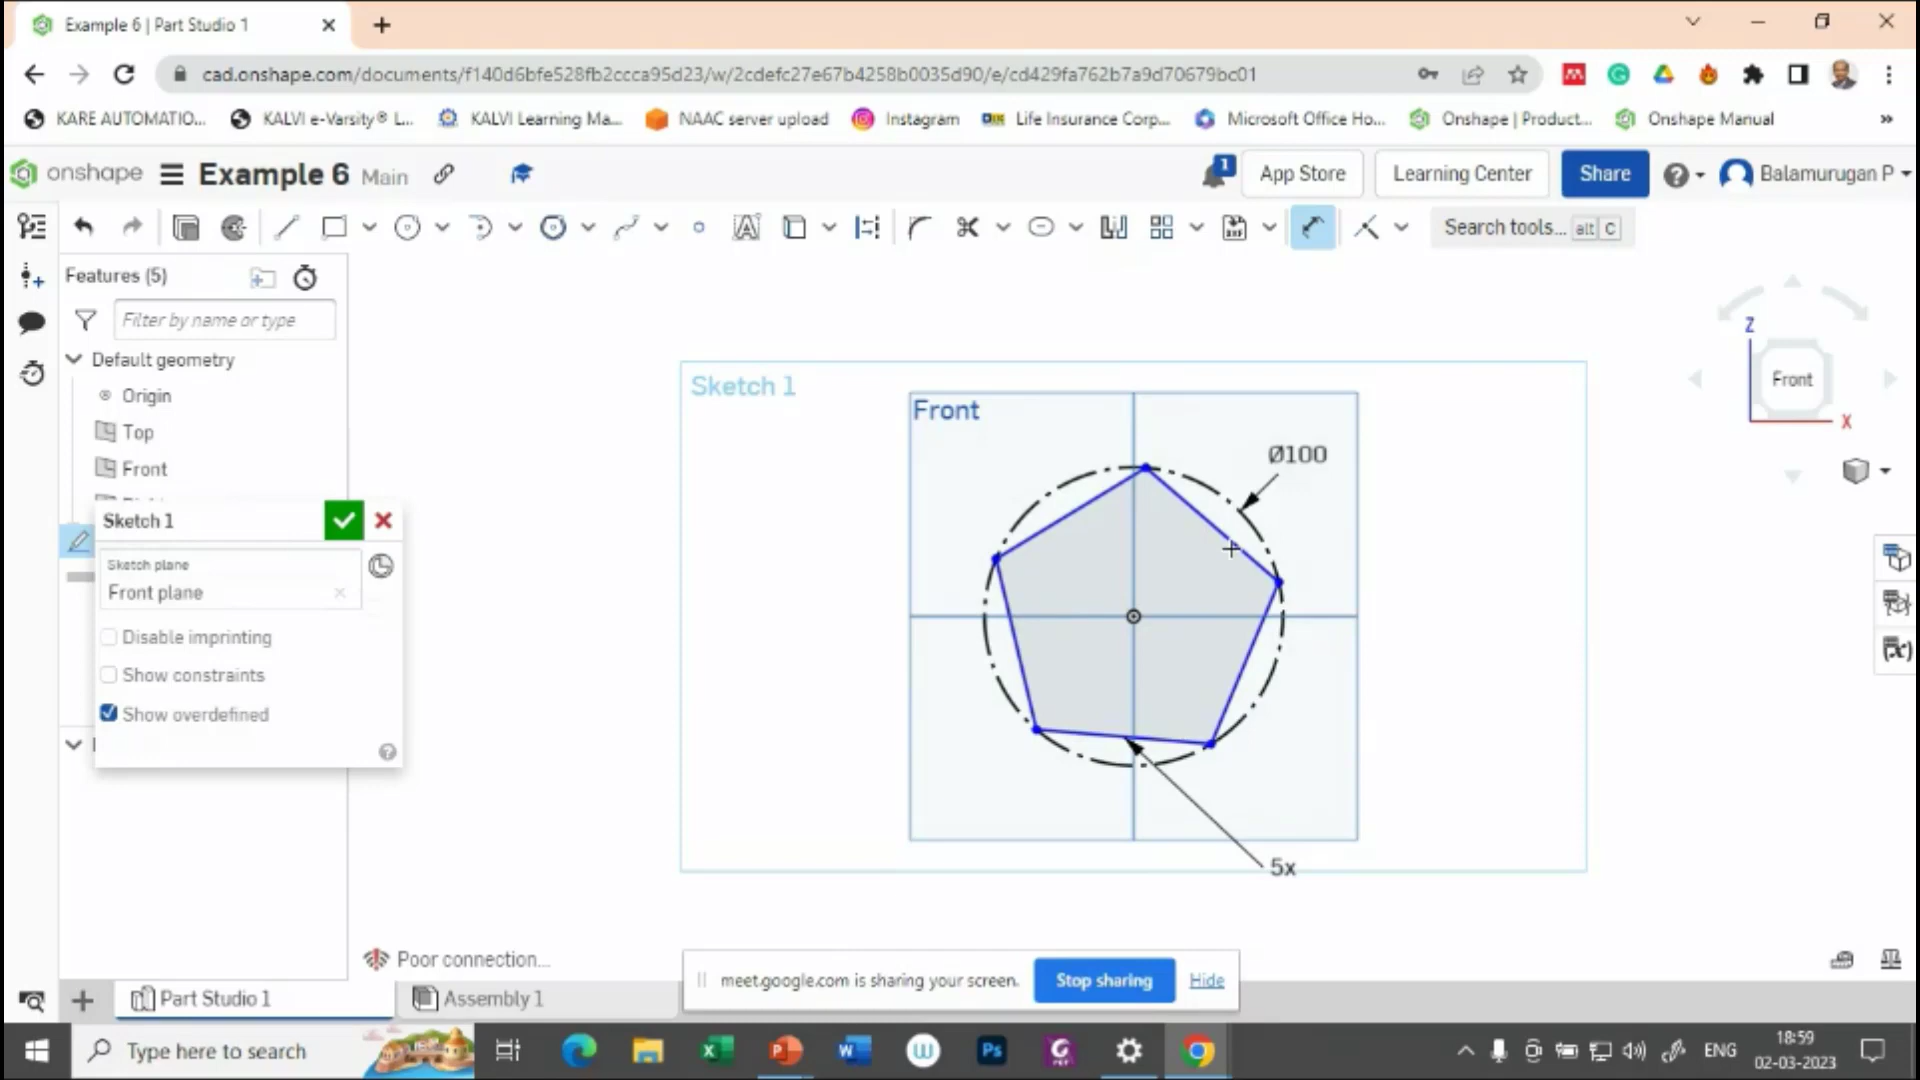 Example 6 | Part Studio 1
cad.onshape.com/documents/f140d6bfe528fb2ccca95d23/w/2cdefc27e67b4258b0035d90/e/cd429fa762b7a9d70679bc01
KARE AUTOMATIO... KALVI e-Varsity® L... KALVI Learning Ma... NAAC server upload Instagram Life Insurance Corp... Microsoft Office Ho... Onshape | Product... Onshape Manual »
onshape Example 6 Main 1 App Store Learning Center Share Balamurugan P
Search tools... alt C
Features (5)
Filter by name or type
Default geometry
Origin
Top
Front
Sketch 1
Sketch plane
Front plane
Disable imprinting
Show constraints
Show overdefined
Sketch 1
Front
Ø100
5x
Z
Front
X
Poor connection...
meet.google.com is sharing your screen. Stop sharing Hide
Part Studio 1 Assembly 1
Type here to search
ENG
18:59
02-03-2023